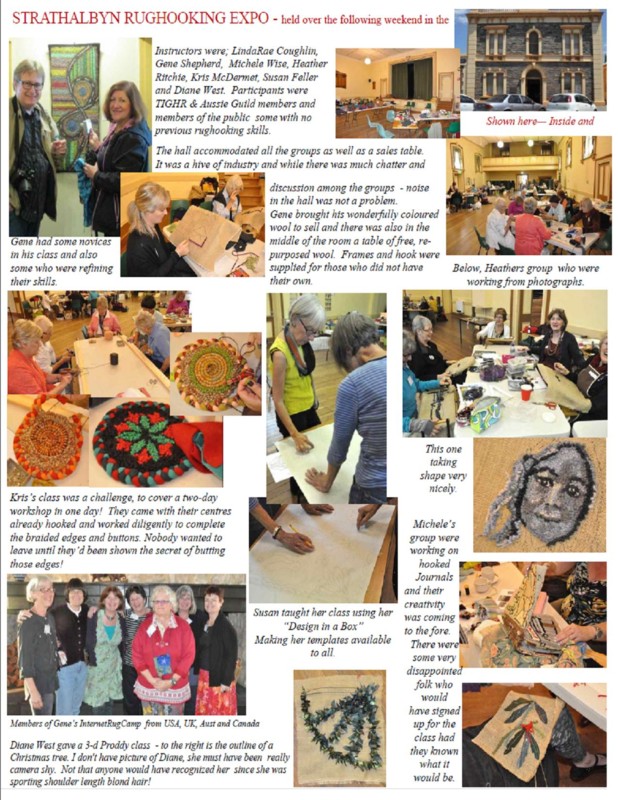 STRATHALBYN RUGHOOKING EXPO - held over the following weekend in the
Instructors were; LindaRae Coughlin,
Gene Shepherd, Michele Wise, Heather
Ritchie, Kris McDermet, Susan Feller
and Diane West. Participants were
TIGHR & Aussie Guild members and
members of the public some with no
previous rughooking skills.
Shown here— Inside and
The hall accommodated all the groups as well as a sales table.
It was a hive of industry and while there was much chatter and
discussion among the groups - noise
in the hall was not a problem.
Gene brought his wonderfully coloured
wool to sell and there was also in the
middle of the room a table of free, re-
purposed wool. Frames and hook were
supplied for those who did not have
their own.
Gene had some novices
in his class and also
some who were refining
their skills.
Below, Heathers group who were
working from photographs.
This one
taking
shape very
nicely.
Kris's class was a challenge, to cover a two-day
workshop in one day! They came with their centres
already hooked and worked diligently to complete
the braided edges and buttons. Nobody wanted to
leave until they'd been shown the secret of butting
those edges!
Susan taught her class using her
"Design in a Box"
Making her templates available
to all.
Michele's
group were
working on
hooked
Journals
and their
creativity
was coming
to the fore.
There were
some very
disappointed
folk who
would
have signed
up for the
class had
they known
what it
would be.
Members of Gene's InternetRugCamp from USA, UK, Aust and Canada
Diane West gave a 3-d Proddy class - to the right is the outline of a
Christmas tree. I don't have picture of Diane, she must have been really
camera shy. Not that anyone would have recognized her since she was
sporting shoulder length blond hair!